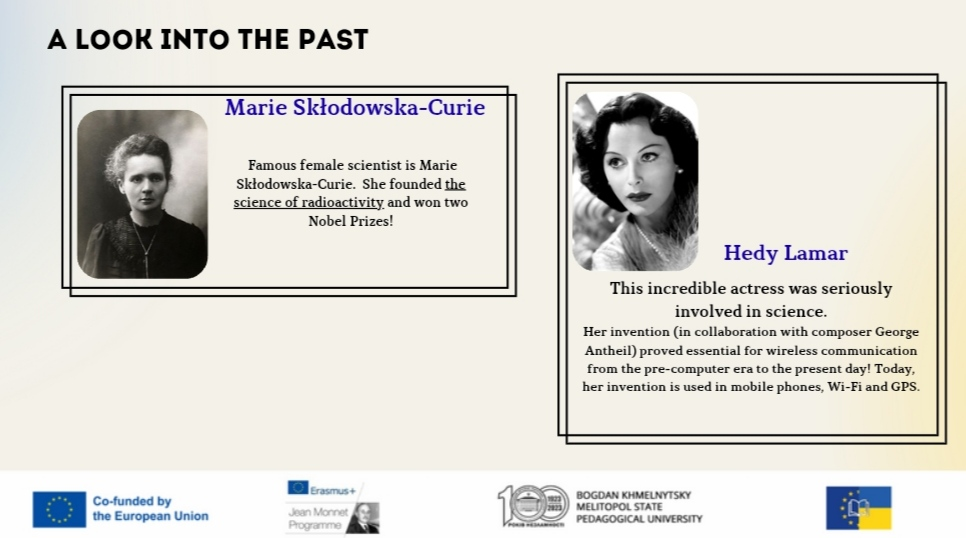 A LOOK INTO THE PAST
Marie Skłodowska-Curie
Famous female scientist is Marie
Skłodowska-Curie. She founded the
science of radioactivity and won two
Nobel Prizes!
Hedy Lamar
This incredible actress was seriously
involved in science.
Her invention (in collaboration with composer George
Antheil) proved essential for wireless communication
from the pre-computer era to the present day! Today,
her invention is used in mobile phones, Wi-Fi and GPS.
Co-funded by
the European Union
Erasmus+
Jean Monnet
Programme
100
1923
2023
РОКІВ НЕЗЛАМНОСТІ
BOGDAN KHMELNYTSKY
MELITOPOL STATE
PEDAGOGICAL UNIVERSITY